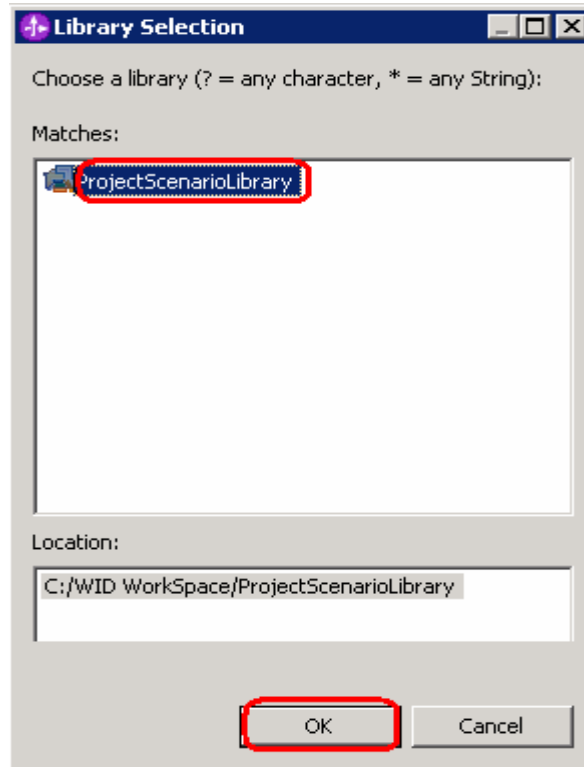 Library Selection
Choose a library (? = any character, * = any String):
Matches:
ProjectScenarioLibrary
Location:
C:/WID WorkSpace/ProjectScenarioLibrary
OK Cancel